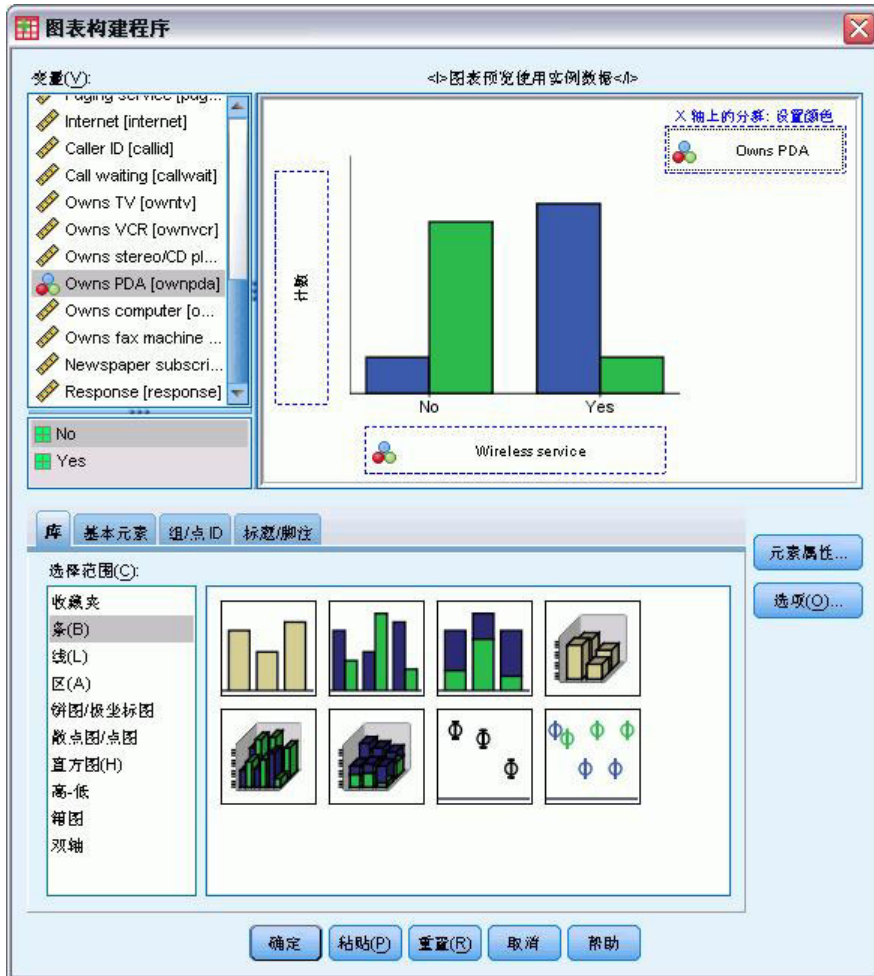 图表构建程序
变量(V):
<I>图表预览使用实例数据</I>
Paging service [pag...
Internet [internet]
Caller ID [callid]
Call waiting [callwait]
Owns TV [owntv]
Owns VCR [ownvcr]
Owns stereo/CD pl...
Owns PDA [ownpda]
Owns computer [o...
Owns fax machine ...
Newspaper subscri...
Response [response]
No
Yes
X 轴上的分群: 设置颜色
Owns PDA
计数
No
Yes
Wireless service
库
基本元素
组/点 ID
标题/脚注
选择范围(C):
收藏夹
条(B)
线(L)
区(A)
饼图/极坐标图
散点图/点图
直方图(H)
高-低
箱图
双轴
元素属性...
选项(O)...
确定
粘贴(P)
重置(R)
取消
帮助